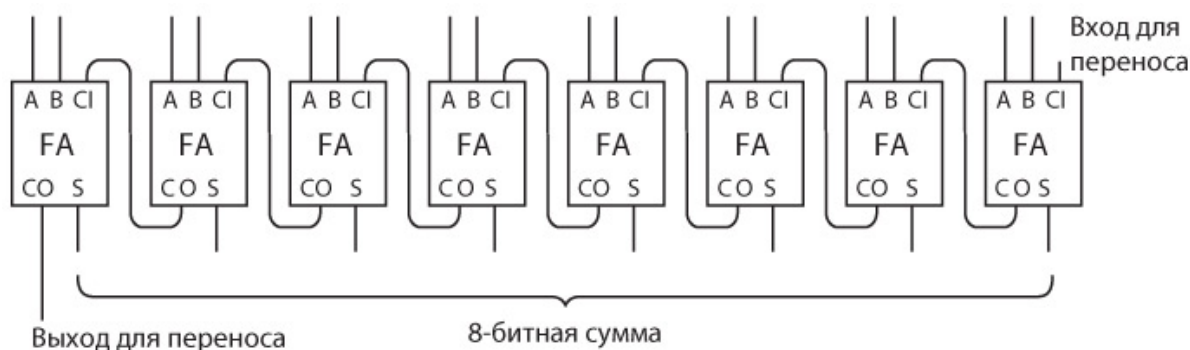 Вход для
переноса
A B CI A B CI A B CI A B CI A B CI A B CI A B CI A B CI
FA FA FA FA FA FA FA FA
CO S CO S CO S CO S CO S CO S CO S CO S
Выход для переноса
8-битная сумма